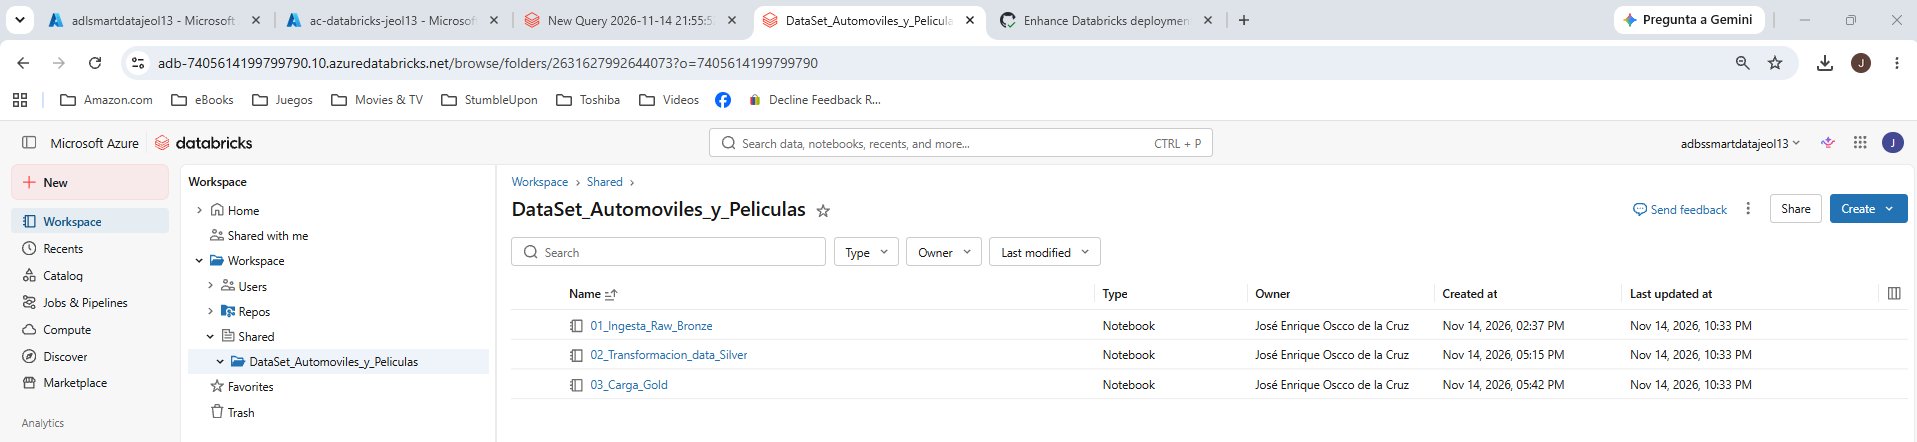 adlsmartdatajeol13 - Microsoft
ac-databricks-jeol13 - Microsof
New Query 2026-11-14 21:55:5
DataSet_Automoviles_y_Pelicula
Enhance Databricks deploymen
Pregunta a Gemini
adb-7405614199799790.10.azuredatabricks.net/browse/folders/2631627992644073?o=7405614199799790
J
Amazon.com
eBooks
Juegos
Movies & TV
StumbleUpon
Toshiba
Videos
Decline Feedback R...
Microsoft Azure
databricks
Search data, notebooks, recents, and more...
CTRL + P
adbssmartdatajeol13
J
New
Workspace
Recents
Catalog
Jobs & Pipelines
Compute
Discover
Marketplace
Analytics
Workspace
Home
Shared with me
Workspace
Users
Repos
Shared
DataSet_Automoviles_y_Peliculas
Favorites
Trash
Workspace > Shared >
DataSet_Automoviles_y_Peliculas
Send feedback
Share
Create
Search
Type
Owner
Last modified
Name Type Owner Created at Last updated at
01_Ingesta_Raw_Bronze Notebook José Enrique Oscco de la Cruz Nov 14, 2026, 02:37 PM Nov 14, 2026, 10:33 PM
02_Transformacion_data_Silver Notebook José Enrique Oscco de la Cruz Nov 14, 2026, 05:15 PM Nov 14, 2026, 10:33 PM
03_Carga_Gold Notebook José Enrique Oscco de la Cruz Nov 14, 2026, 05:42 PM Nov 14, 2026, 10:33 PM